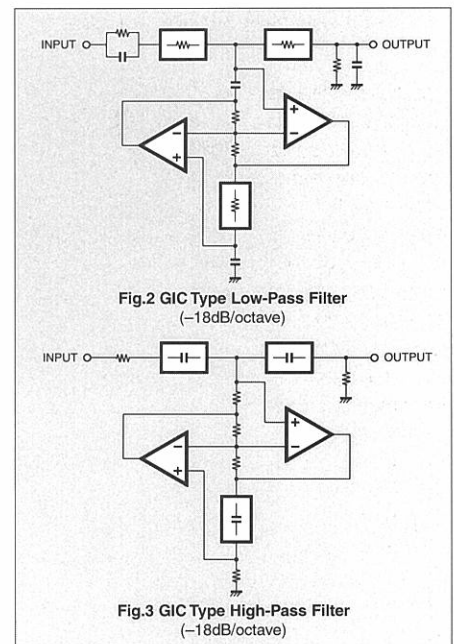 INPUT OUTPUT
− +
+ −
Fig.2 GIC Type Low-Pass Filter
(−18dB/octave)
INPUT OUTPUT
− +
+ −
Fig.3 GIC Type High-Pass Filter
(−18dB/octave)